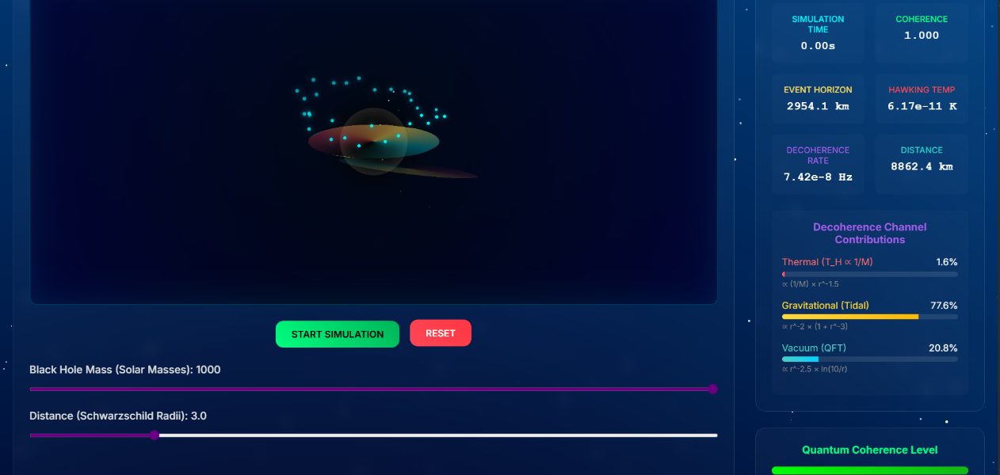 SIMULATION
TIME
0.00s
COHERENCE
1.000
EVENT HORIZON
2954.1 km
HAWKING TEMP
6.17e-11 K
DECOHERENCE
RATE
7.42e-8 Hz
DISTANCE
8862.4 km
Decoherence Channel
Contributions
Thermal (T_H ∝ 1/M) 1.6%
∝ (1/M) × r^-1.5
Gravitational (Tidal) 77.6%
∝ r^-2 × (1 + r^-3)
Vacuum (QFT) 20.8%
∝ r^-2.5 × ln(10/r)
START SIMULATION RESET
Black Hole Mass (Solar Masses): 1000
Distance (Schwarzschild Radii): 3.0
Quantum Coherence Level